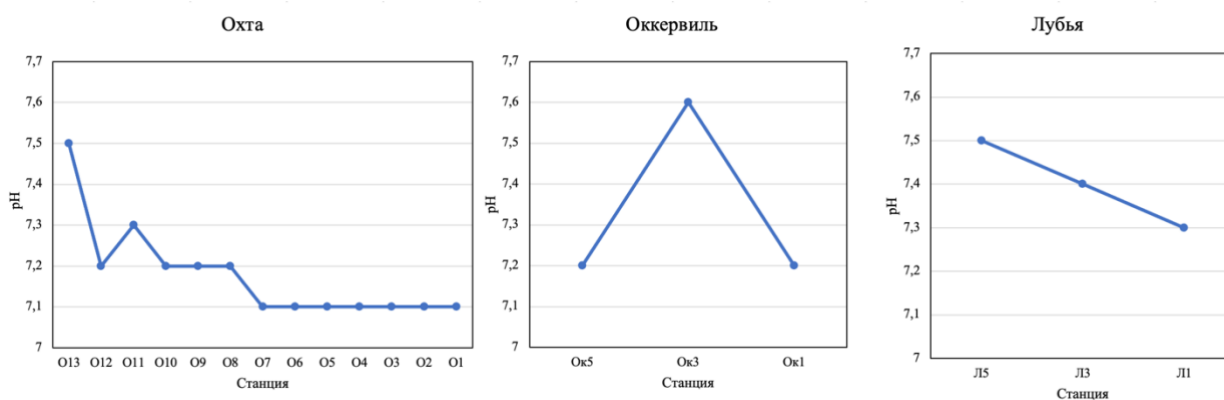 Охта
7,7
7,6
7,5
7,4
7,3
7,2
7,1
7
pH
О13 О12 О11 О10 О9 О8 О7 О6 О5 О4 О3 О2 О1
Станция
Оккервиль
7,7
7,6
7,5
7,4
7,3
7,2
7,1
7
pH
Ок5 Ок3 Ок1
Станция
Лубья
7,7
7,6
7,5
7,4
7,3
7,2
7,1
7
pH
Л5 Л3 Л1
Станция